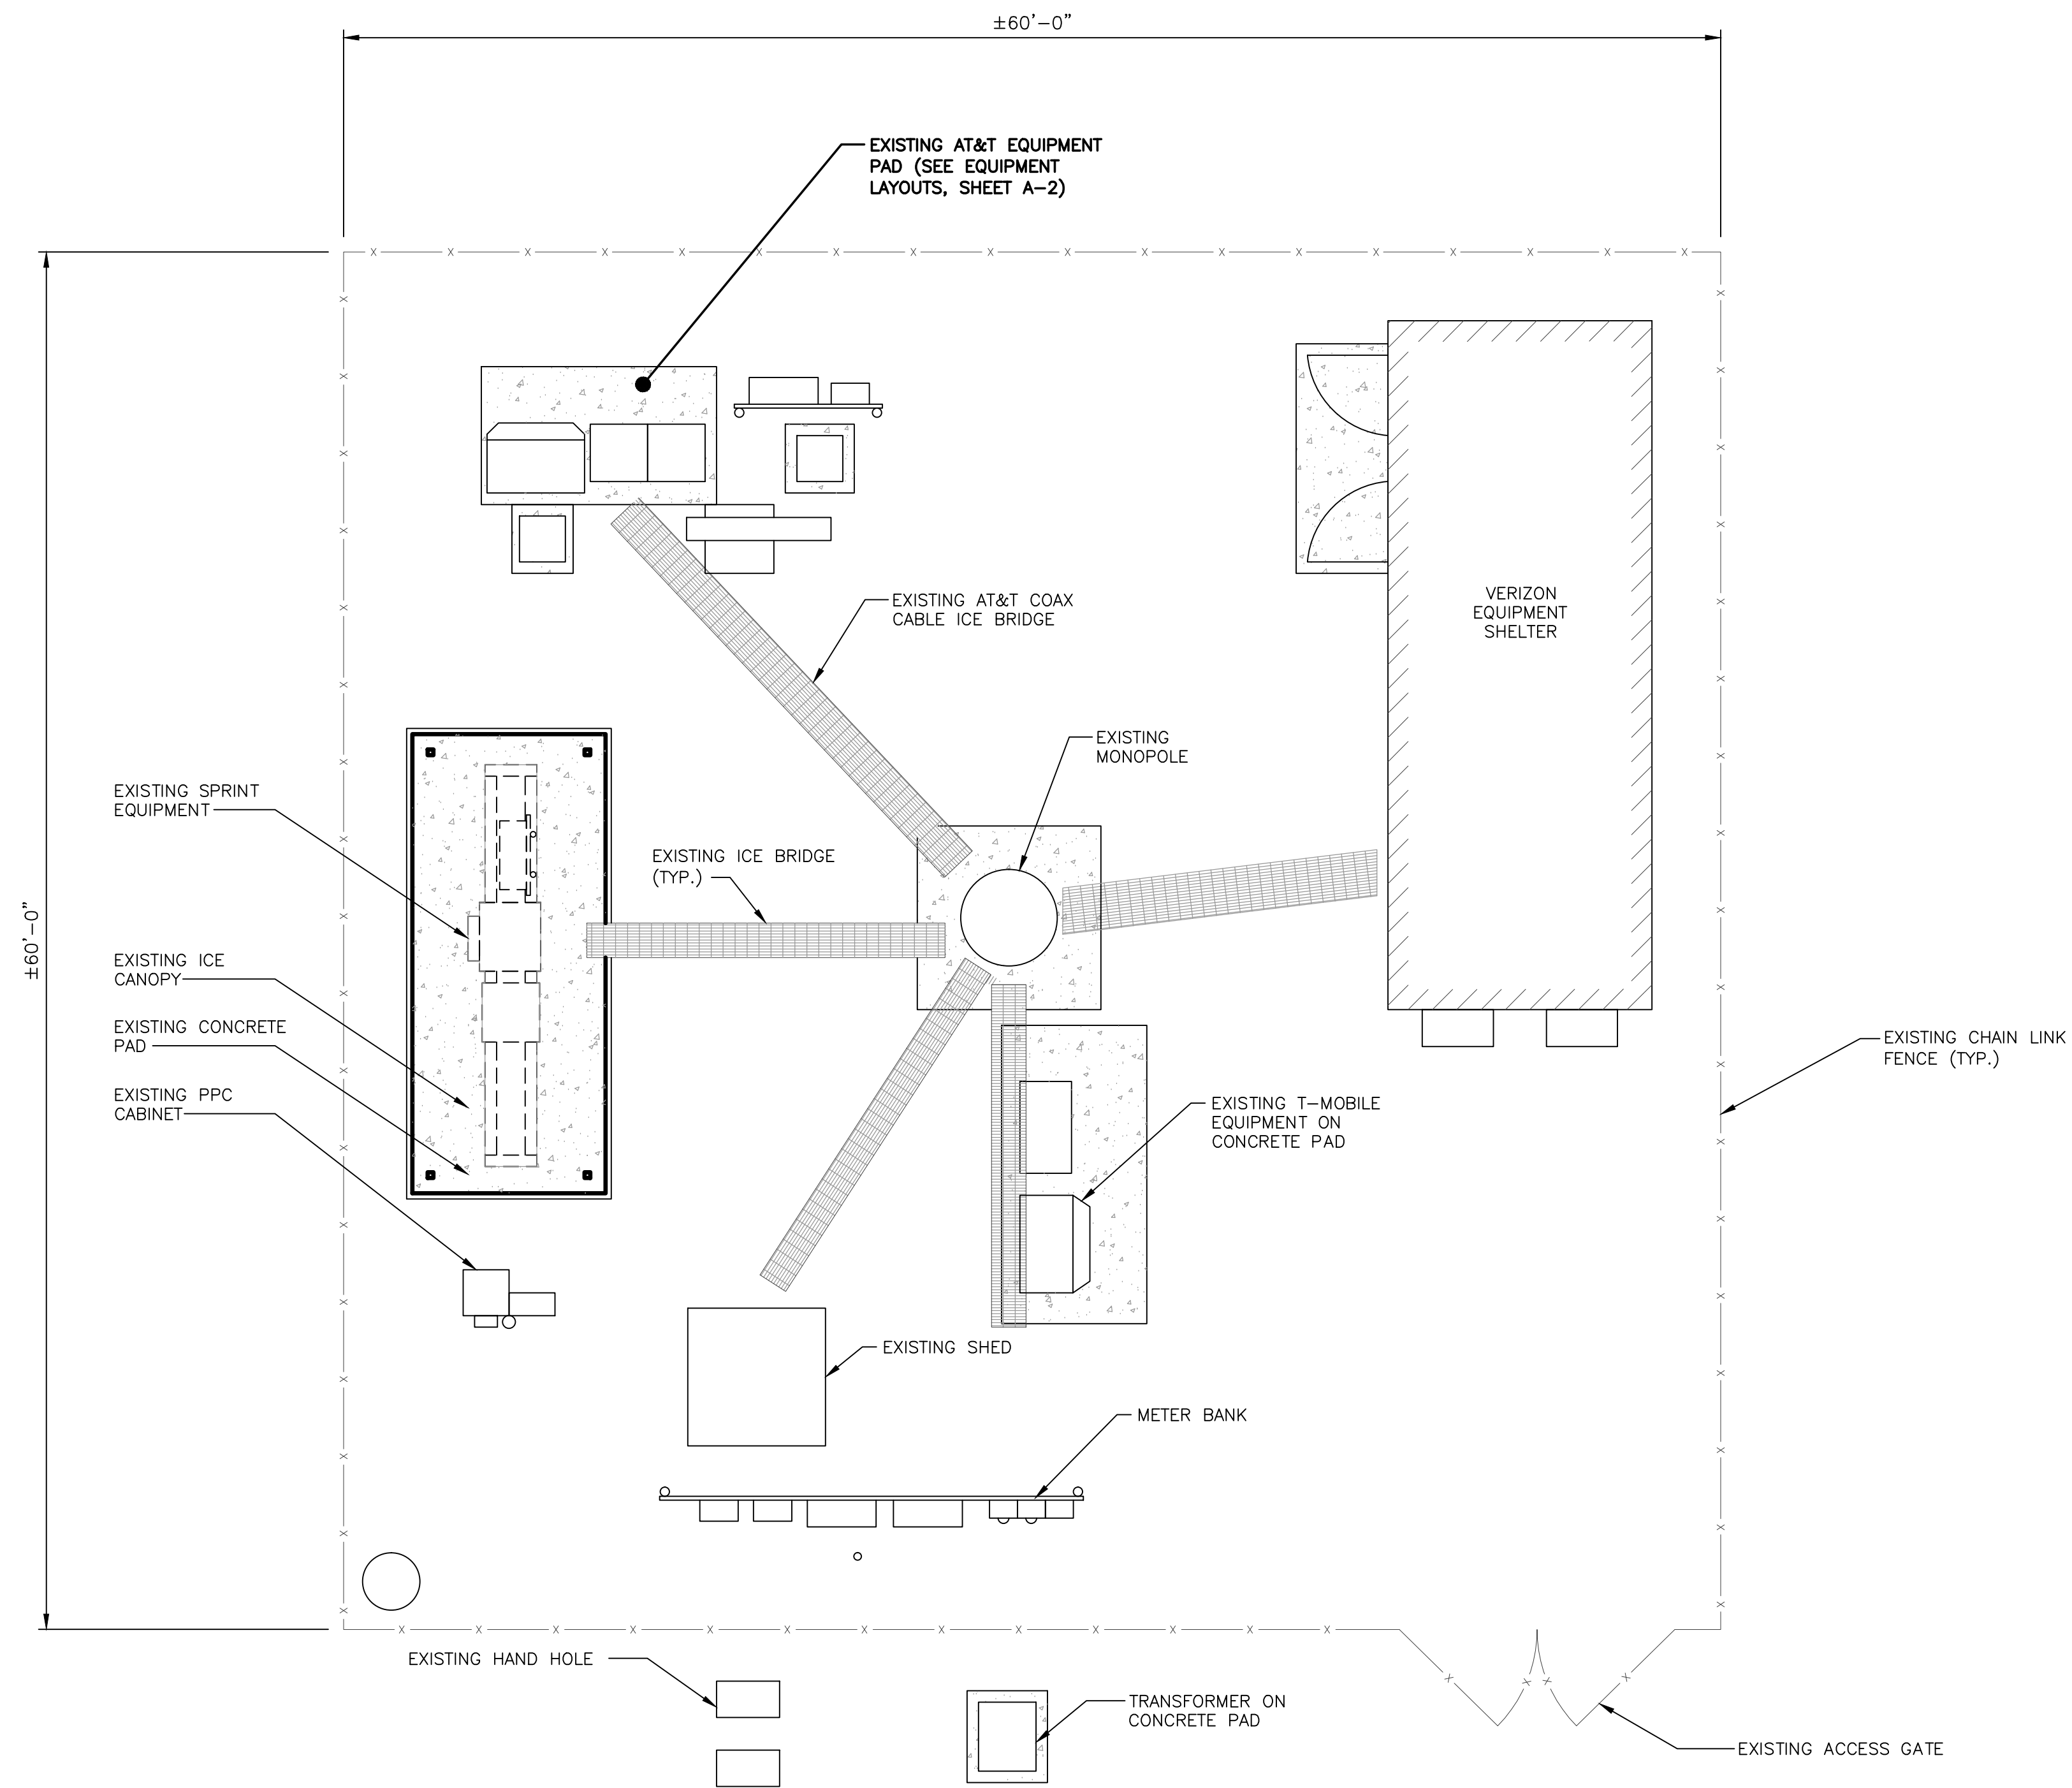 ±60'-0"
EXISTING AT&T EQUIPMENT
PAD (SEE EQUIPMENT
LAYOUTS, SHEET A-2)
EXISTING AT&T COAX
CABLE ICE BRIDGE
VERIZON
EQUIPMENT
SHELTER
EXISTING
MONOPOLE
EXISTING SPRINT
EQUIPMENT
EXISTING ICE BRIDGE
(TYP.)
±60'-0"
EXISTING ICE
CANOPY
EXISTING CONCRETE
PAD
EXISTING PPC
CABINET
EXISTING CHAIN LINK
FENCE (TYP.)
EXISTING T-MOBILE
EQUIPMENT ON
CONCRETE PAD
EXISTING SHED
METER BANK
EXISTING HAND HOLE
TRANSFORMER ON
CONCRETE PAD
EXISTING ACCESS GATE